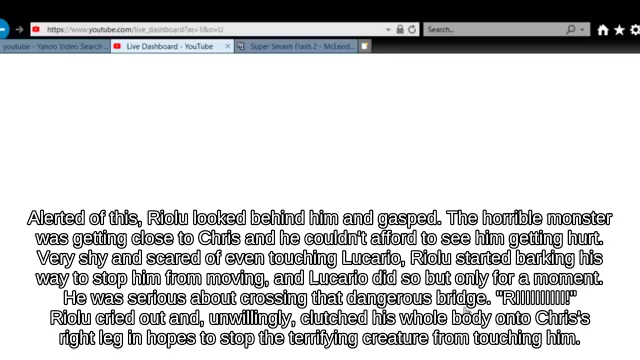 https://www.youtube.com/live_dashboard?ar=1&o=U
Search...
youtube - Yahoo Video Search ...
Live Dashboard - YouTube
Super Smash Flash 2 - McLeod...
Alerted of this, Riolu looked behind him and gasped. The horrible monster
was getting close to Chris and he couldn't afford to see him getting hurt.
Very shy and scared of even touching Lucario, Riolu started barking his
way to stop him from moving, and Lucario did so but only for a moment.
He was serious about crossing that dangerous bridge. "RIIIIIIIIIII!"
Riolu cried out and, unwillingly, clutched his whole body onto Chris's
right leg in hopes to stop the terrifying creature from touching him.